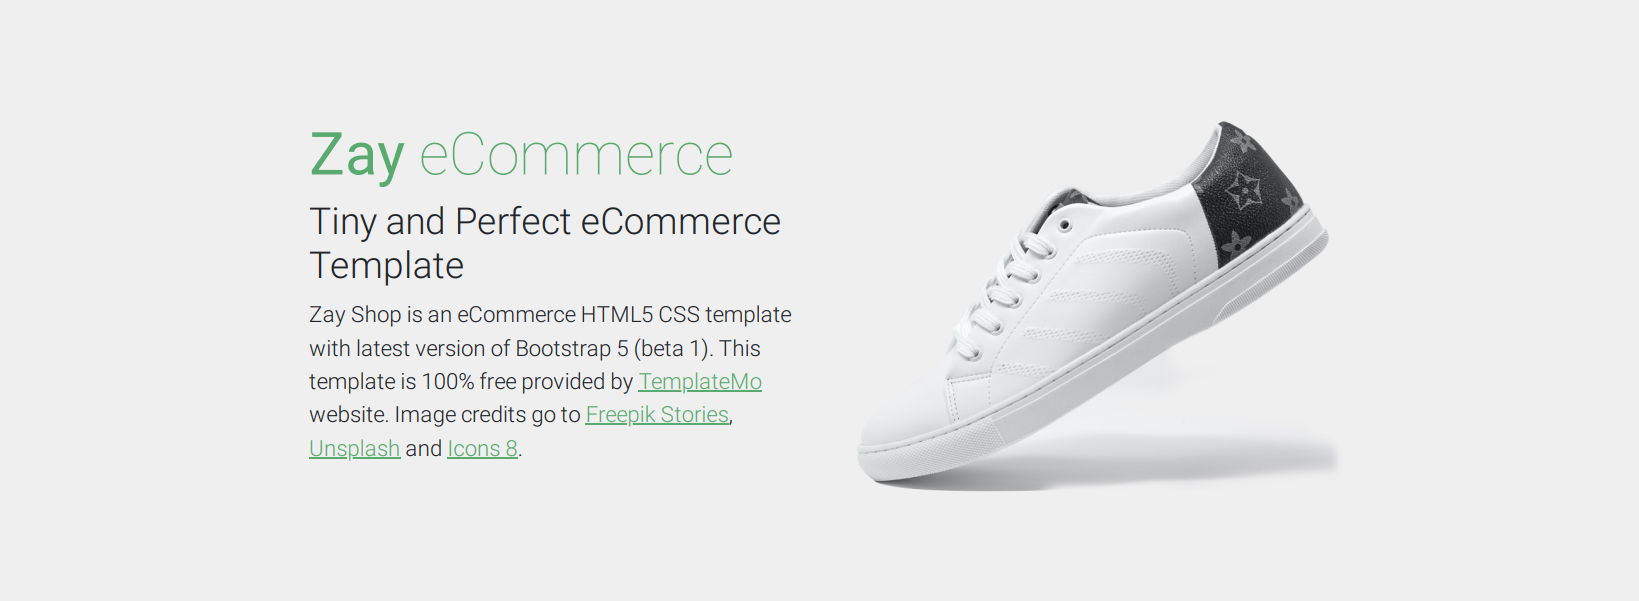 Zay eCommerce
Tiny and Perfect eCommerce
Template
Zay Shop is an eCommerce HTML5 CSS template
with latest version of Bootstrap 5 (beta 1). This
template is 100% free provided by TemplateMo
website. Image credits go to Freepik Stories,
Unsplash and Icons 8.